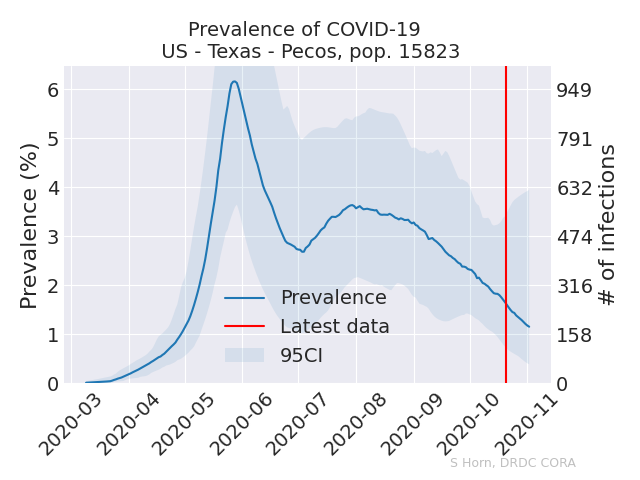 Prevalence of COVID-19
US - Texas - Pecos, pop. 15823
Prevalence (%)
6
5
4
3
2
1
0
949
791
632
474
316
158
0
# of infections
Prevalence
Latest data
95CI
2020-03
2020-04
2020-05
2020-06
2020-07
2020-08
2020-09
2020-10
2020-11
S Horn, DRDC CORA